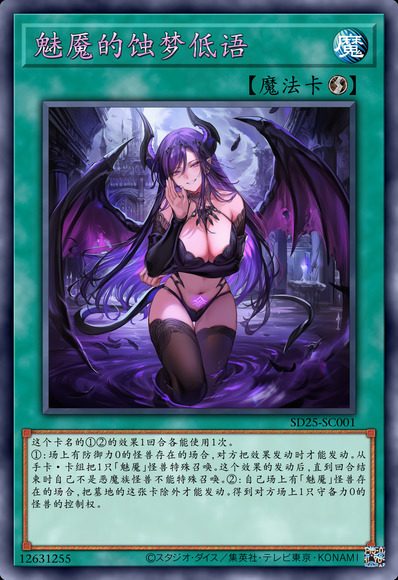 魅魇的蚀梦低语
魔
【魔法卡】
SD25-SC001
这个卡名的①②的效果1回合各能使用1次。
①:场上有防御力0的怪兽存在的场合,对方把效果发动时才能发动。从
手卡・卡组把1只「魅魔」怪兽特殊召唤。这个效果的发动后,直到回合结
束时自己不是恶魔族怪兽不能特殊召唤。②:自己场上有「魅魔」怪兽存
在的场合,把墓地的这张卡除外才能发动。得到对方场上1只守备力0的
怪兽的控制权。
12631255
©スタジオ・ダイス／集英社・テレビ東京・KONAMI